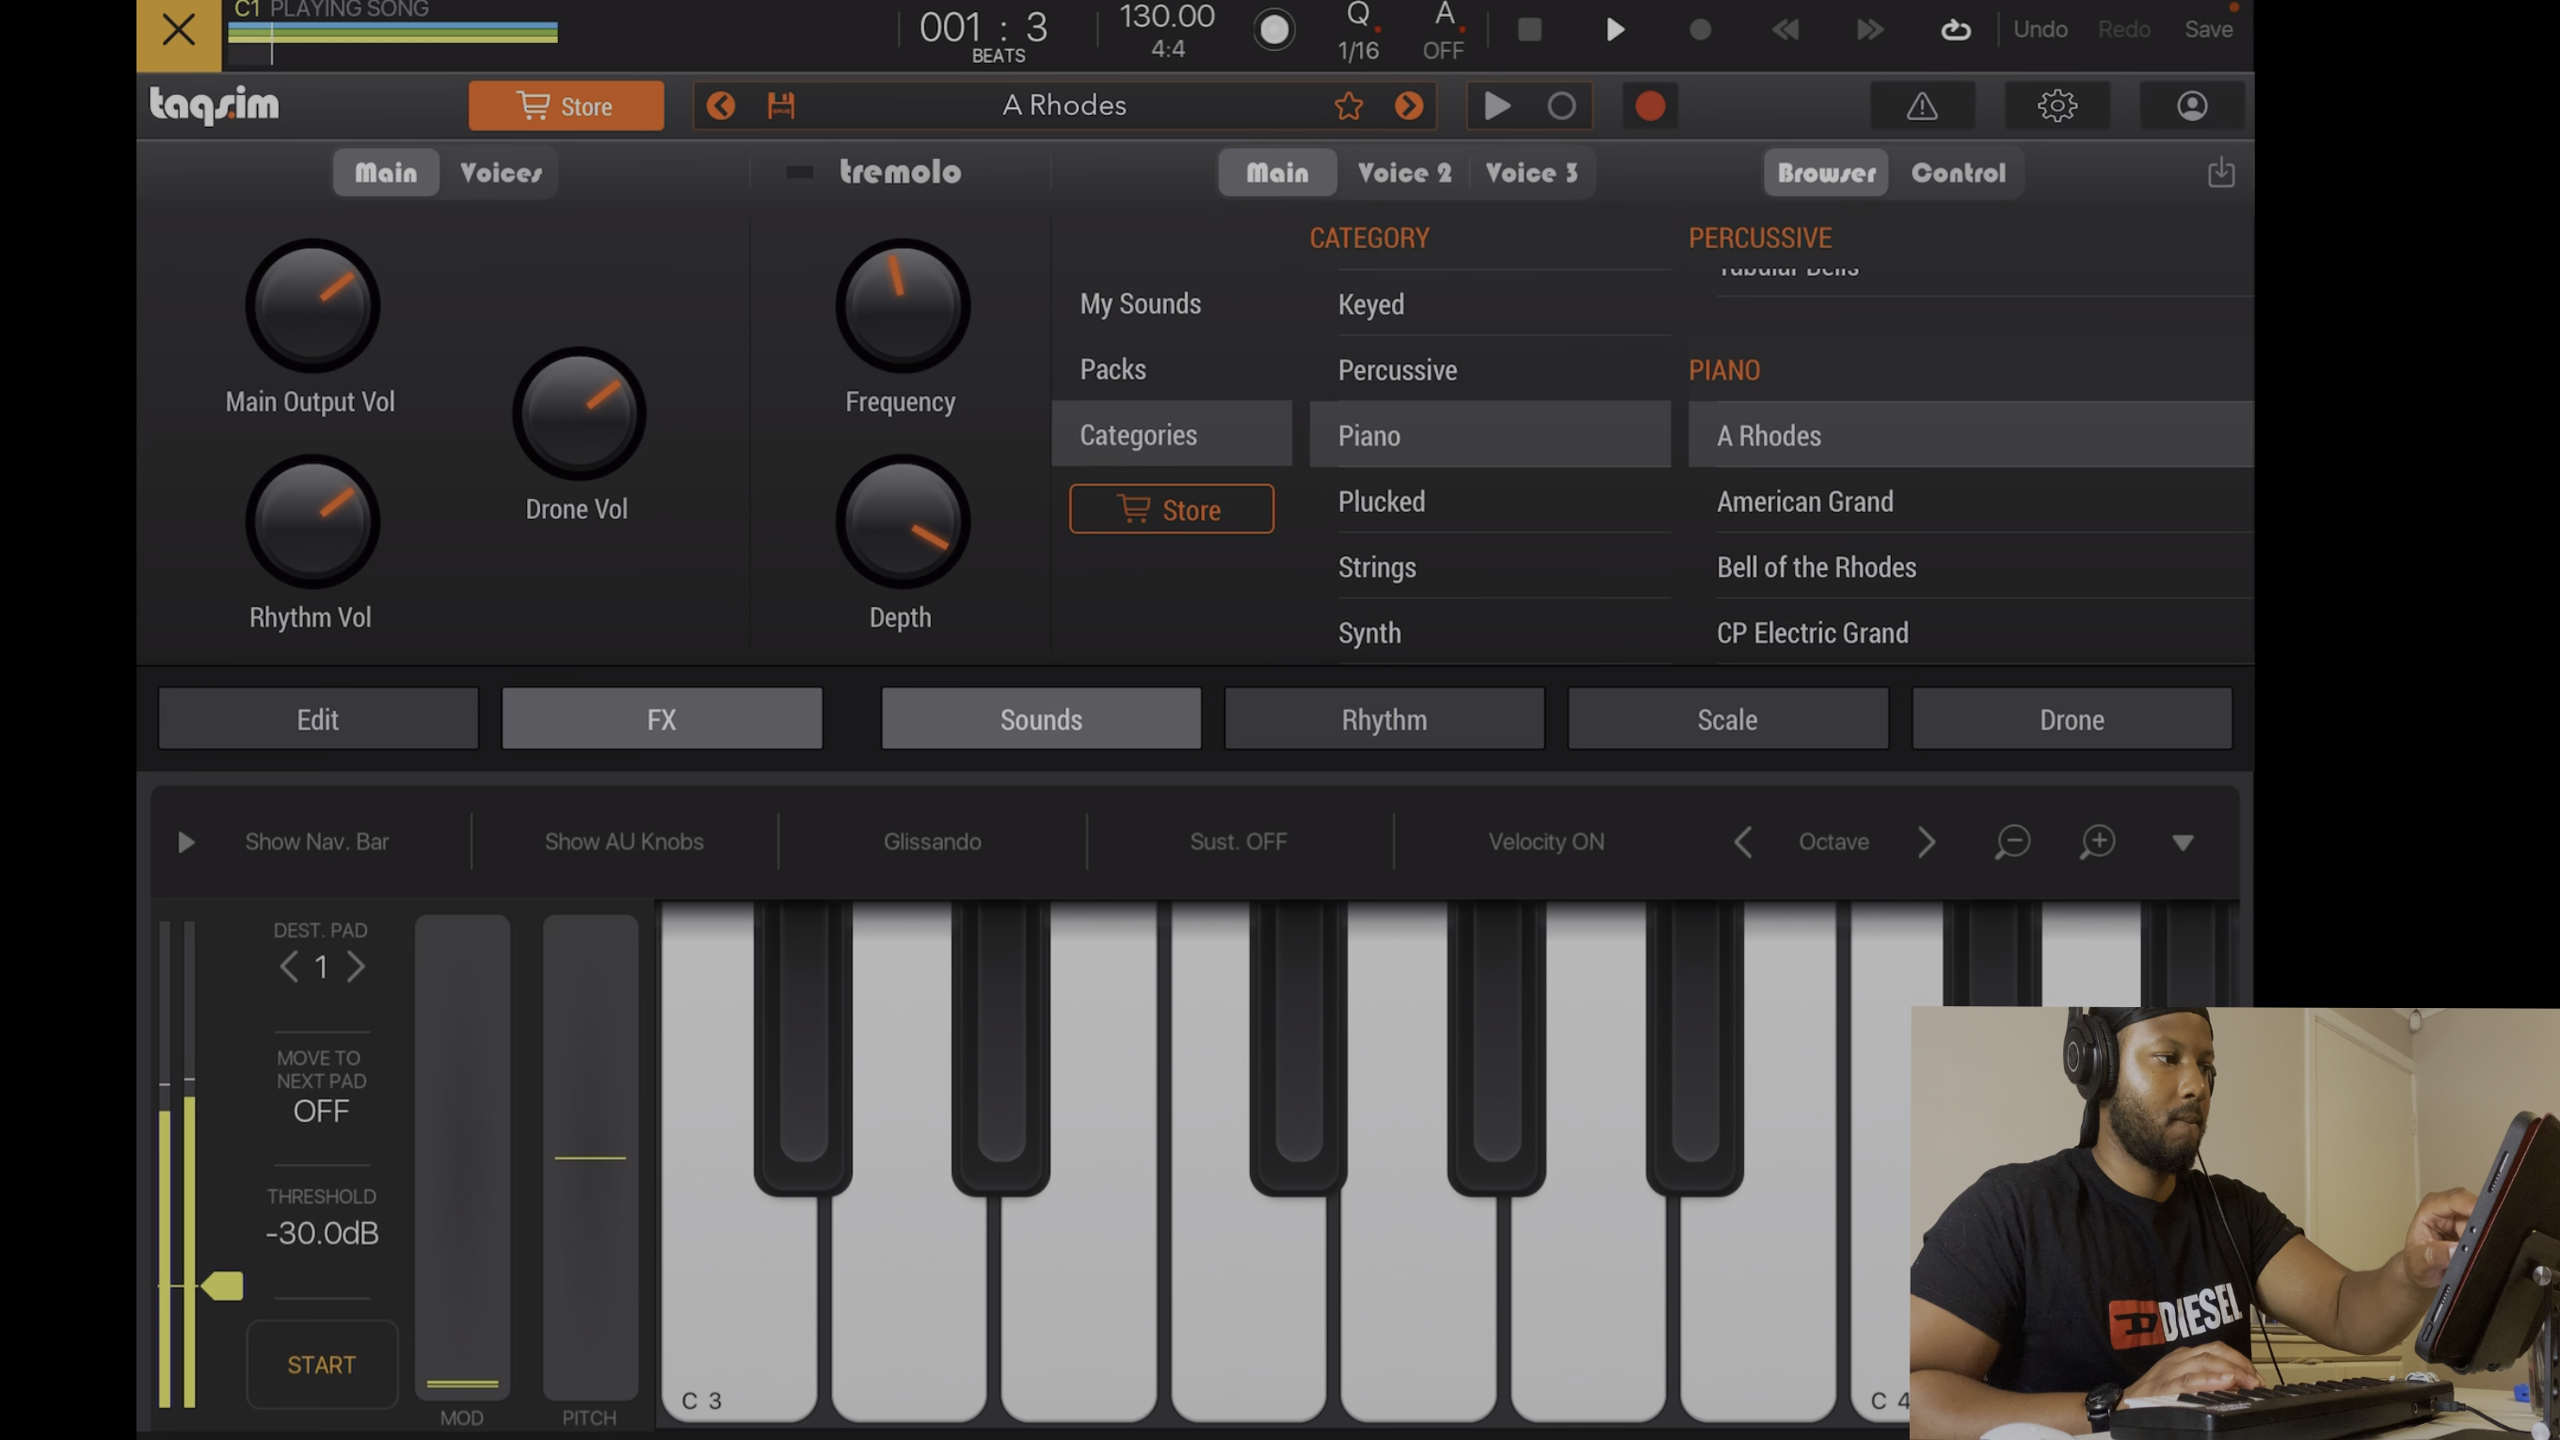 C1 PLAYING SONG
001 : 3
BEATS
130.00
4:4
Q
1/16
A
OFF
Undo
Redo
Save
taqs.im
Store
A Rhodes
Main
Voices
tremolo
Main
Voice 2
Voice 3
Browser
Control
CATEGORY
PERCUSSIVE
Tubular Bells
My Sounds
Keyed
Packs
Percussive
PIANO
Categories
Piano
A Rhodes
Store
Plucked
American Grand
Strings
Bell of the Rhodes
Synth
CP Electric Grand
Main Output Vol
Frequency
Drone Vol
Rhythm Vol
Depth
Edit
FX
Sounds
Rhythm
Scale
Drone
Show Nav. Bar
Show AU Knobs
Glissando
Sust. OFF
Velocity ON
Octave
DEST. PAD
1
MOVE TO
NEXT PAD
OFF
THRESHOLD
-30.0dB
START
MOD
PITCH
C 3
C 4
DIESEL